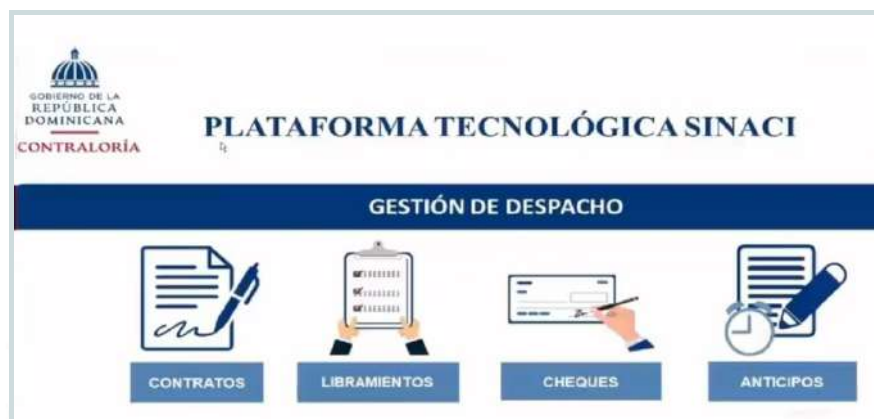 GOBIERNO DE LA
REPÚBLICA
DOMINICANA
CONTRALORÍA
PLATAFORMA TECNOLÓGICA SINACI
GESTIÓN DE DESPACHO
CONTRATOS
LIBRAMIENTOS
CHEQUES
ANTICIPOS